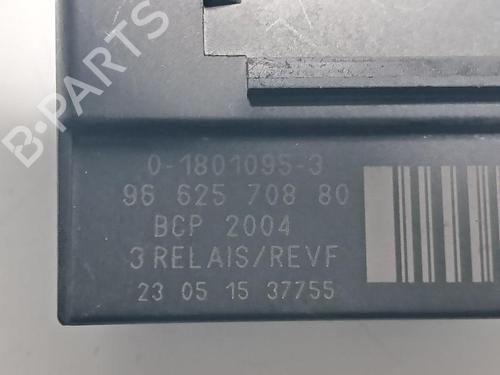 B-PARTS
0-1801095-3
96 625 708 80
BCP 2004
3 RELAIS/REVF
23 05 15 37755